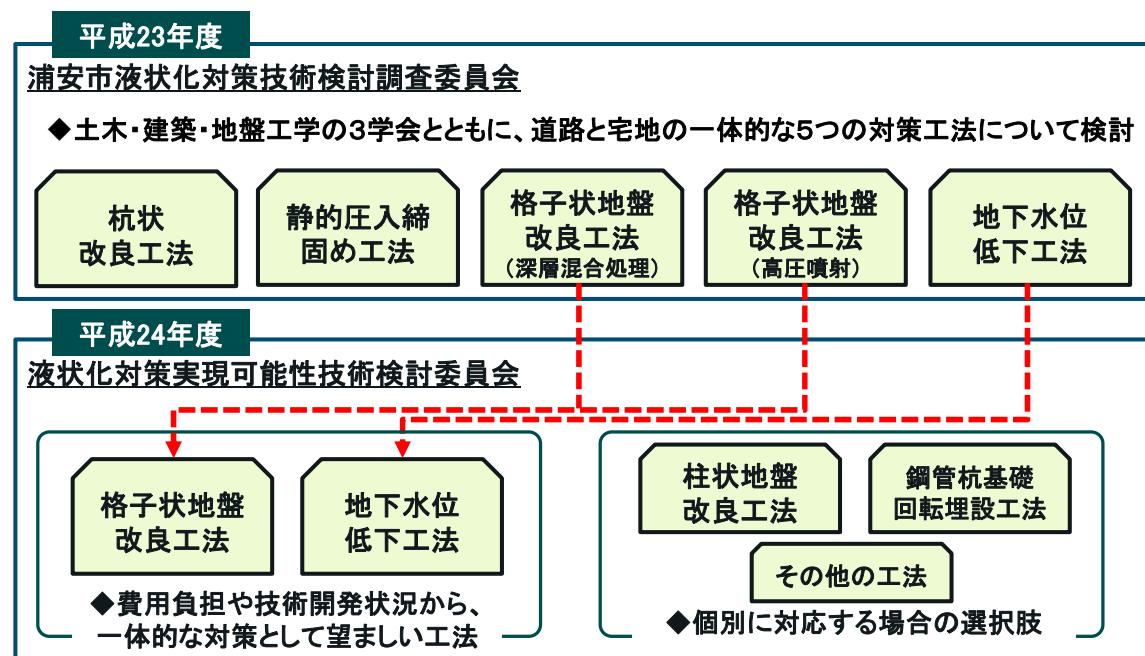 平成23年度
浦安市液状化対策技術検討調査委員会
◆土木・建築・地盤工学の3学会とともに、道路と宅地の一体的な5つの対策工法について検討
杭状
改良工法
静的圧入締
固め工法
格子状地盤
改良工法
（深層混合処理）
格子状地盤
改良工法
（高圧噴射）
地下水位
低下工法
平成24年度
液状化対策実現可能性技術検討委員会
格子状地盤
改良工法
地下水位
低下工法
◆費用負担や技術開発状況から、
一体的な対策として望ましい工法
柱状地盤
改良工法
鋼管杭基礎
回転埋設工法
その他の工法
◆個別に対応する場合の選択肢